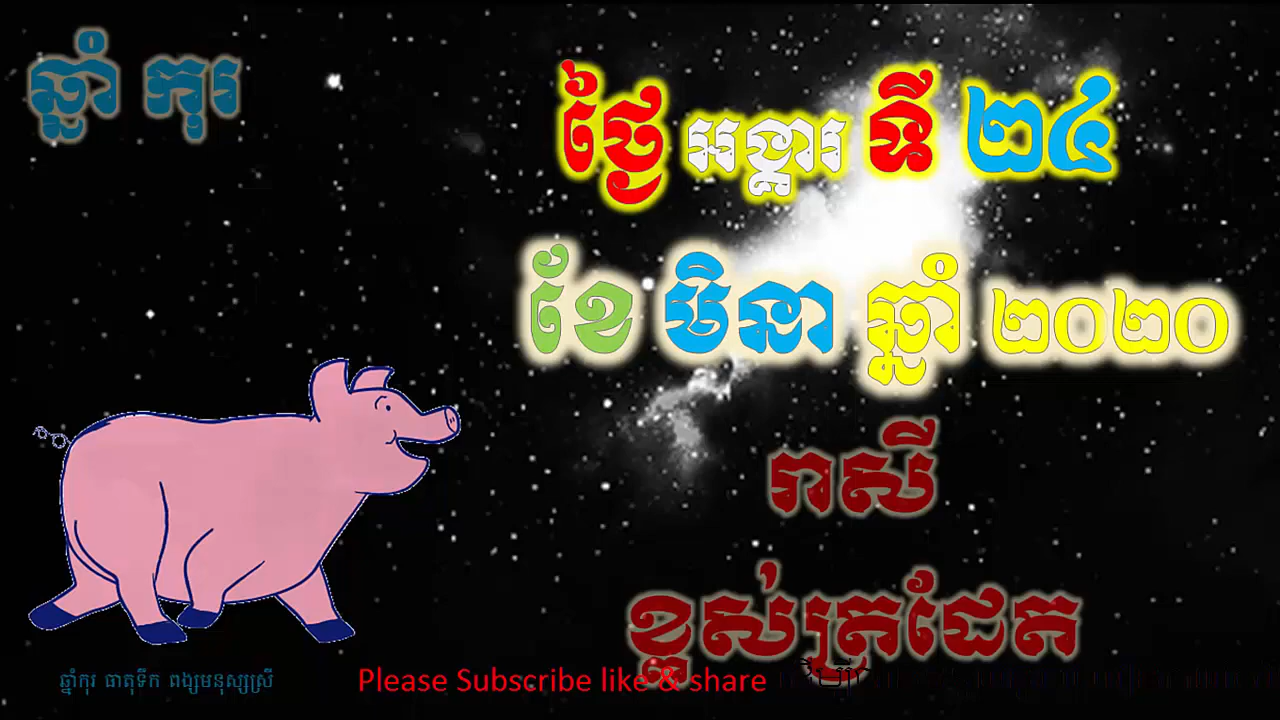 ឆ្នាំ កុរ
ថ្ងៃ អង្គារ ទី ២៤
ខែ មិនា ឆ្នាំ ២០២០
រាសី
ខ្ពស់ត្រដែត
ឆ្នាំកុរ ធាតុទឹក ពង្សមនុស្សស្រី
Please Subscribe like & share